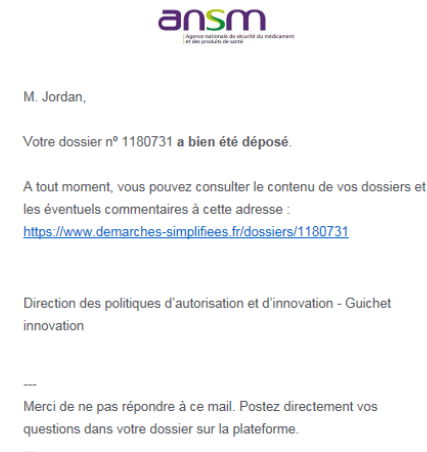 ansm
Agence nationale de sécurité du médicament
et des produits de santé
M. Jordan,
Votre dossier nº 1180731 a bien été déposé.
A tout moment, vous pouvez consulter le contenu de vos dossiers et
les éventuels commentaires à cette adresse :
https://www.demarches-simplifiees.fr/dossiers/1180731
Direction des politiques d’autorisation et d’innovation - Guichet
innovation
---
Merci de ne pas répondre à ce mail. Postez directement vos
questions dans votre dossier sur la plateforme.